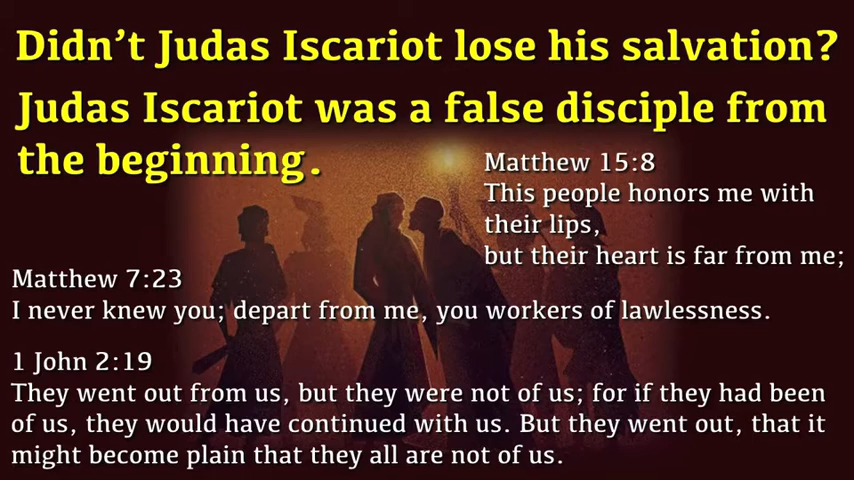 Didn't Judas Iscariot lose his salvation?
Judas Iscariot was a false disciple from
the beginning.
Matthew 15:8
This people honors me with
their lips,
but their heart is far from me;
Matthew 7:23
I never knew you; depart from me, you workers of lawlessness.
1 John 2:19
They went out from us, but they were not of us; for if they had been
of us, they would have continued with us. But they went out, that it
might become plain that they all are not of us.